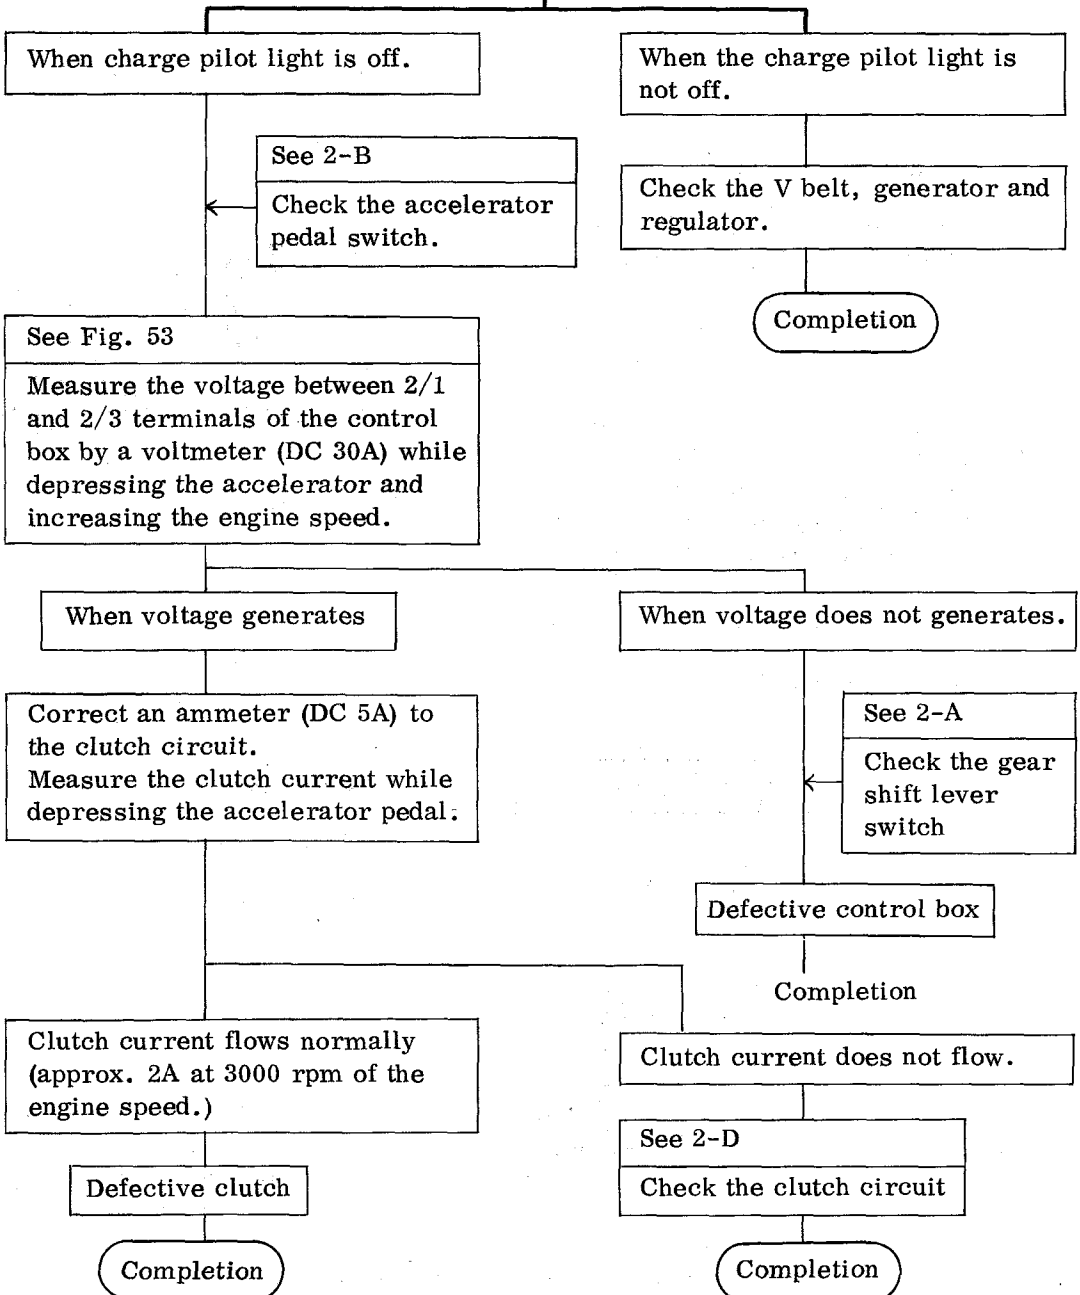 When charge pilot light is off.
When the charge pilot light is
not off.
See 2-B
Check the accelerator
pedal switch.
Check the V belt, generator and
regulator.
Completion
See Fig. 53
Measure the voltage between 2/1
and 2/3 terminals of the control
box by a voltmeter (DC 30A) while
depressing the accelerator and
increasing the engine speed.
When voltage generates
When voltage does not generates.
Correct an ammeter (DC 5A) to
the clutch circuit.
Measure the clutch current while
depressing the accelerator pedal.
See 2-A
Check the gear
shift lever
switch
Defective control box
Completion
Clutch current flows normally
(approx. 2A at 3000 rpm of the
engine speed.)
Clutch current does not flow.
See 2-D
Check the clutch circuit
Defective clutch
Completion
Completion